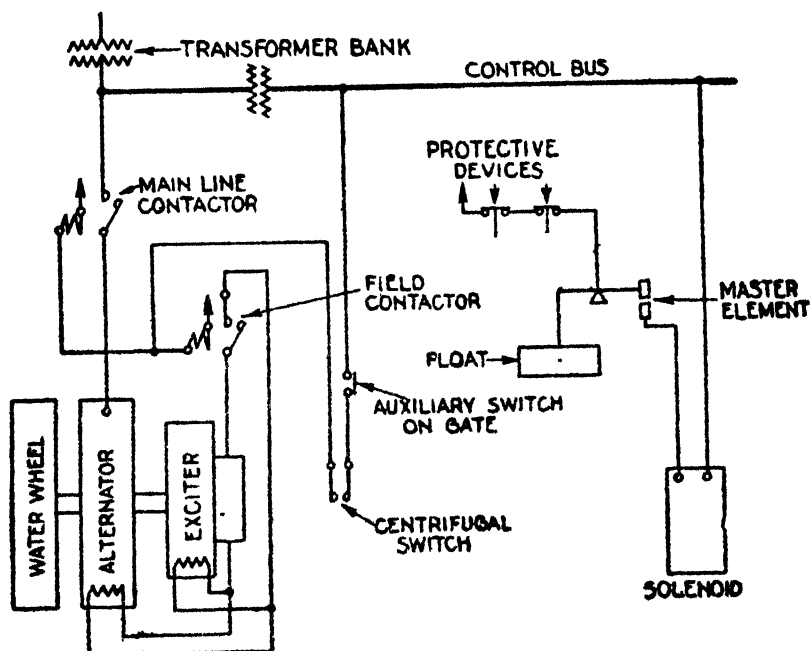 TRANSFORMER BANK
CONTROL BUS
PROTECTIVE
DEVICES
MAIN LINE
CONTACTOR
FIELD
CONTACTOR
MASTER
ELEMENT
FLOAT
AUXILIARY SWITCH
ON GATE
WATER WHEEL
ALTERNATOR
EXCITER
CENTRIFUGAL
SWITCH
SOLENOID